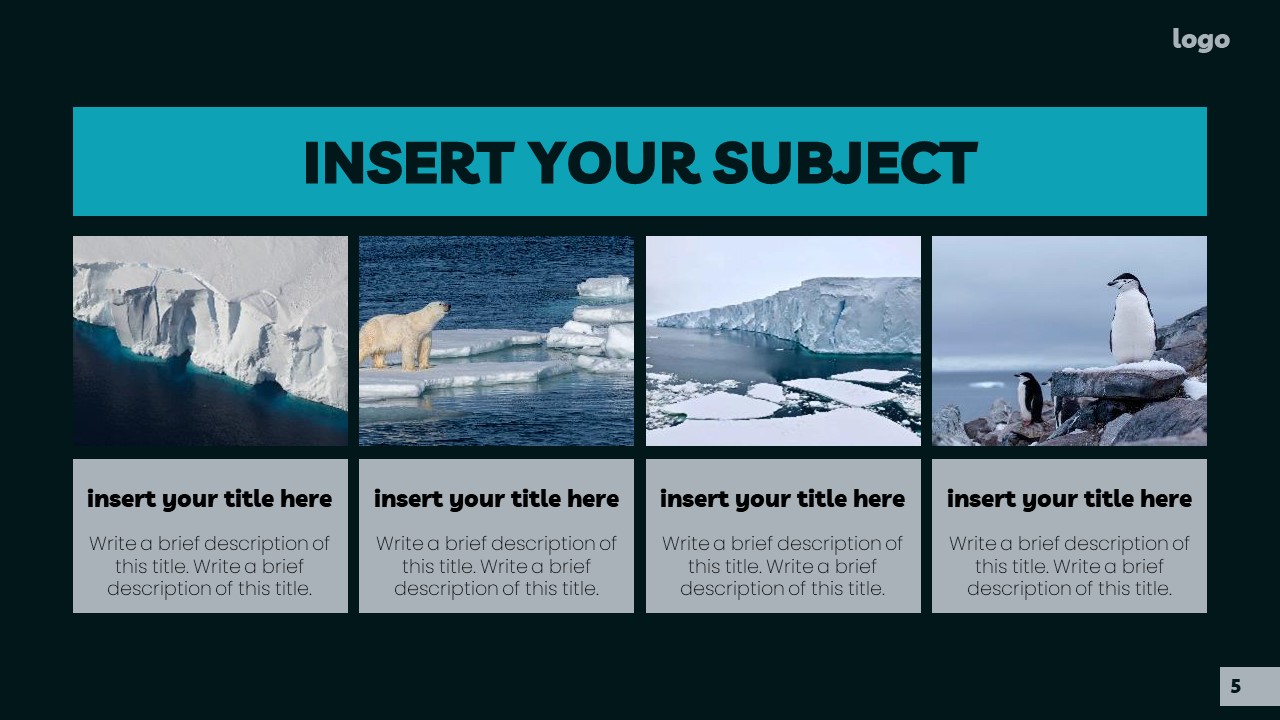 logo
INSERT YOUR SUBJECT
insert your title here
Write a brief description of
this title. Write a brief
description of this title.
insert your title here
Write a brief description of
this title. Write a brief
description of this title.
insert your title here
Write a brief description of
this title. Write a brief
description of this title.
insert your title here
Write a brief description of
this title. Write a brief
description of this title.
5